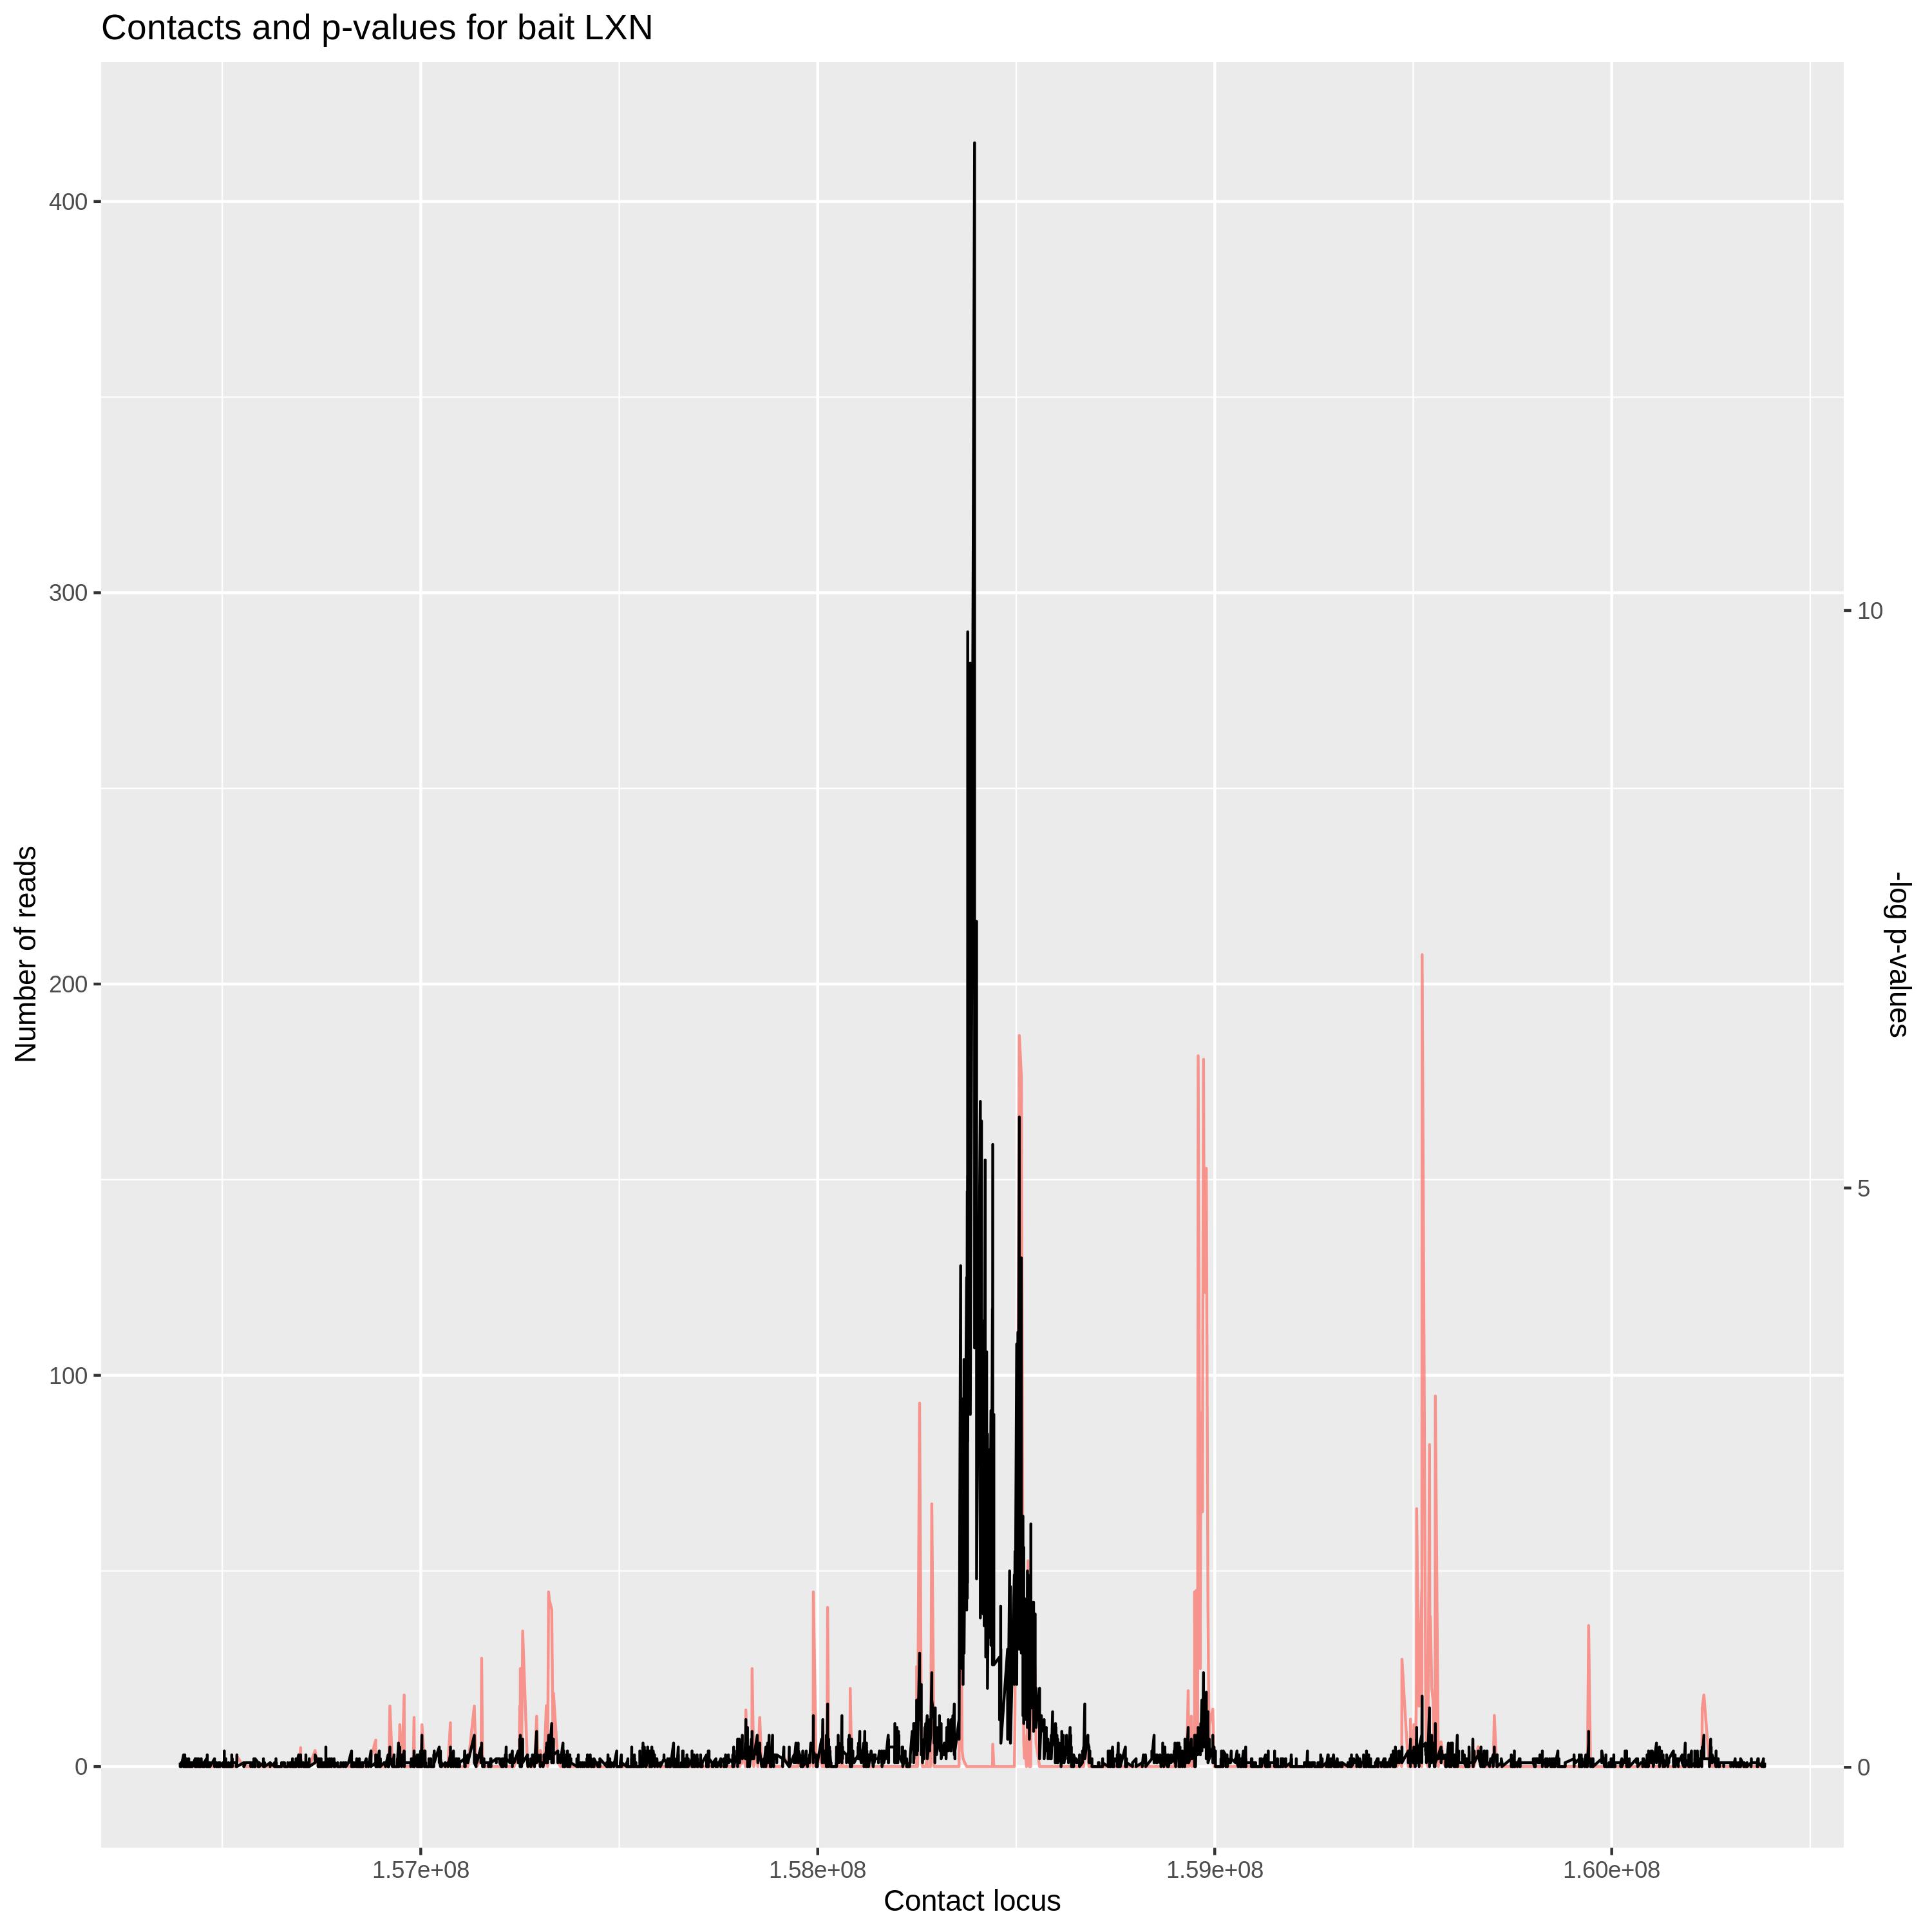 Contacts and p-values for bait LXN
400
300
200
100
0
Number of reads
10
5
0
-log p-values
1.57e+08
1.58e+08
1.59e+08
1.60e+08
Contact locus